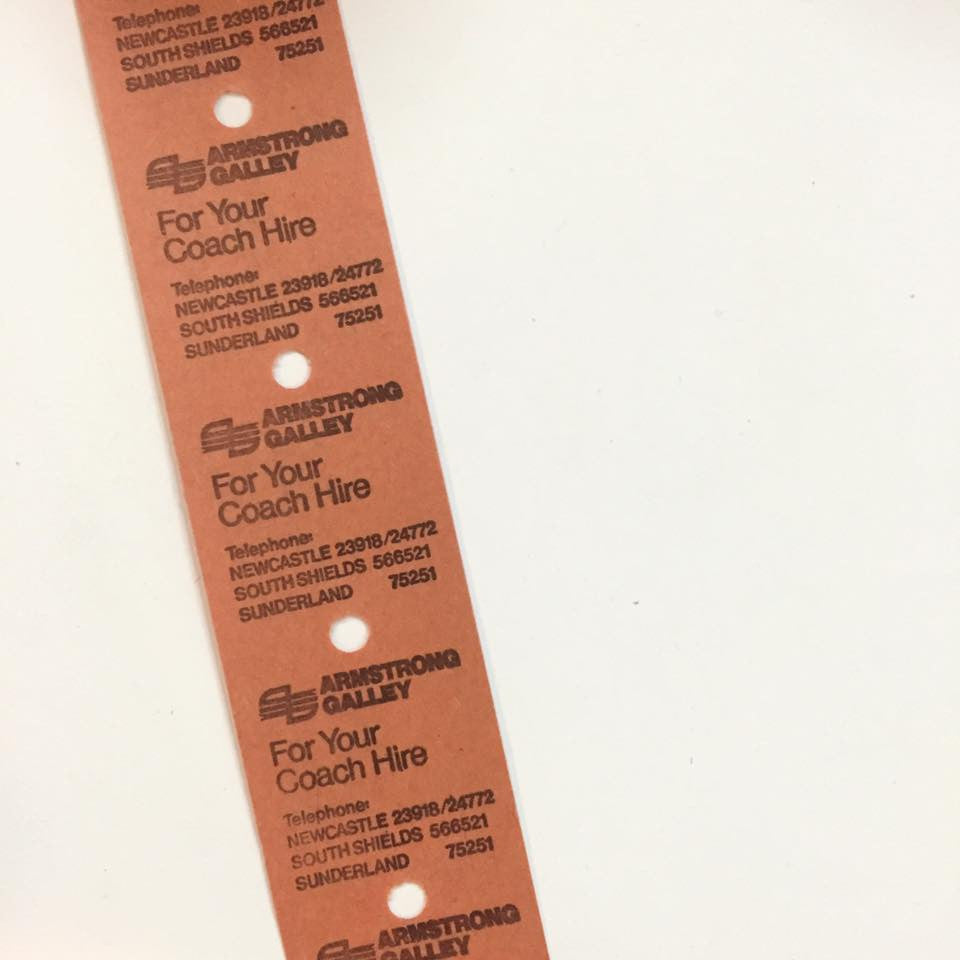 Telephone:
NEWCASTLE 23918/24772
SOUTH SHIELDS 566521
SUNDERLAND 75251
ARMSTRONG
GALLEY
For Your
Coach Hire
Telephone:
NEWCASTLE 23918/24772
SOUTH SHIELDS 566521
SUNDERLAND 75251
ARMSTRONG
GALLEY
For Your
Coach Hire
Telephone:
NEWCASTLE 23918/24772
SOUTH SHIELDS 566521
SUNDERLAND 75251
ARMSTRONG
GALLEY
For Your
Coach Hire
Telephone:
NEWCASTLE 23918/24772
SOUTH SHIELDS 566521
SUNDERLAND 75251
ARMSTRONG
GALLEY